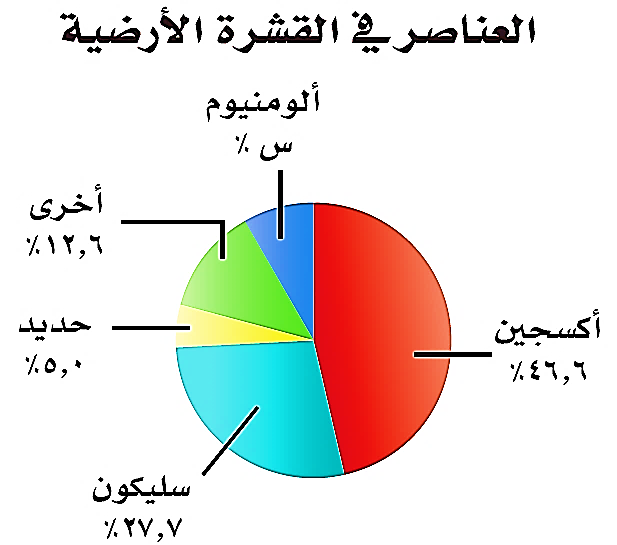 العناصر في القشرة الأرضية
ألومنيوم
س ٪
أخرى
١٢,٦٪
حديد
٥,٠٪
أكسجين
٤٦,٦٪
سليكون
٢٧,٧٪